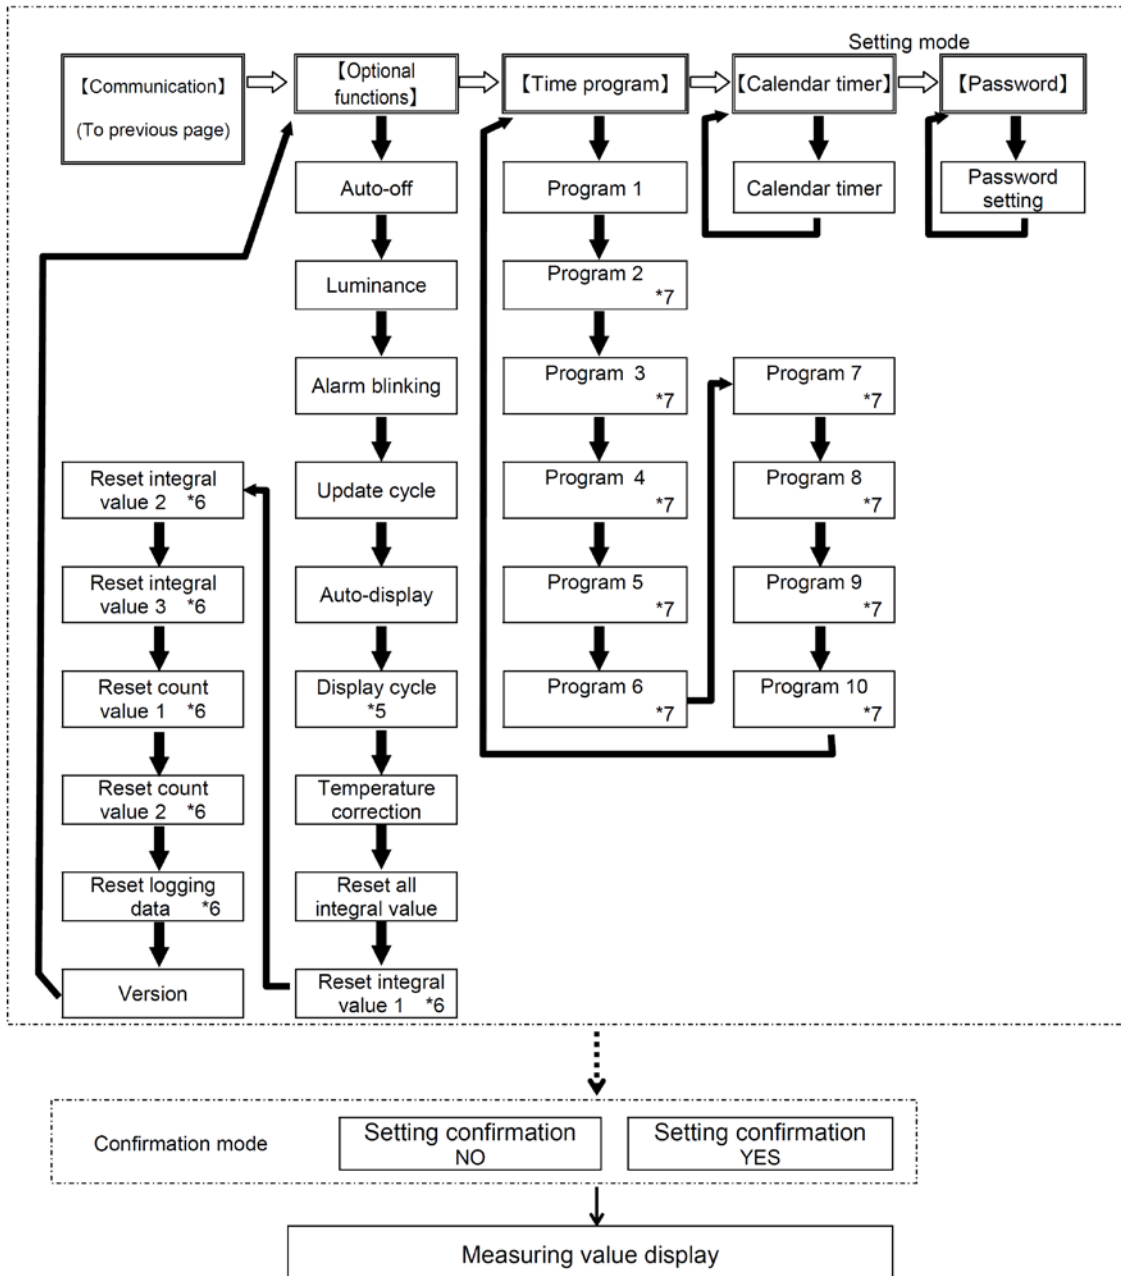 Setting mode
【Communication】
(To previous page)
【Optional
functions】
【Time program】
【Calendar timer】
【Password】
Auto-off
Program 1
Calendar timer
Password
setting
Luminance
Program 2
*7
Alarm blinking
Program 3
*7
Program 7
*7
Reset integral
value 2 *6
Update cycle
Program 4
*7
Program 8
*7
Reset integral
value 3 *6
Auto-display
Program 5
*7
Program 9
*7
Reset count
value 1 *6
Display cycle
*5
Program 6
*7
Program 10
*7
Reset count
value 2 *6
Temperature
correction
Reset logging
data *6
Reset all
integral value
Version
Reset integral
value 1 *6
Confirmation mode
Setting confirmation
NO
Setting confirmation
YES
Measuring value display